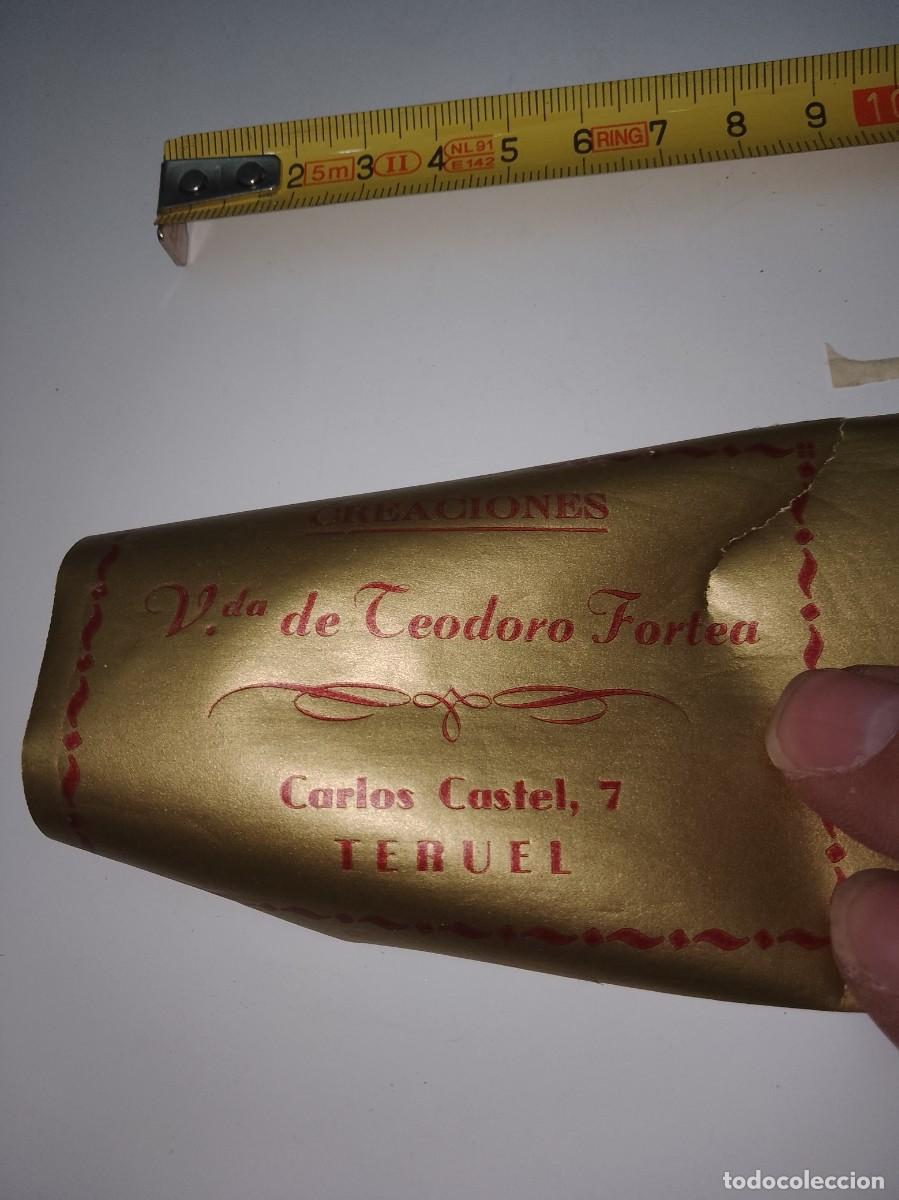 2 5m 3 II 4 NL 91 5 6 RING 7 8 9 10
E 142
CREACIONES
V.da de Teodoro Fortea
Carlos Castel, 7
TERUEL
todocoleccion